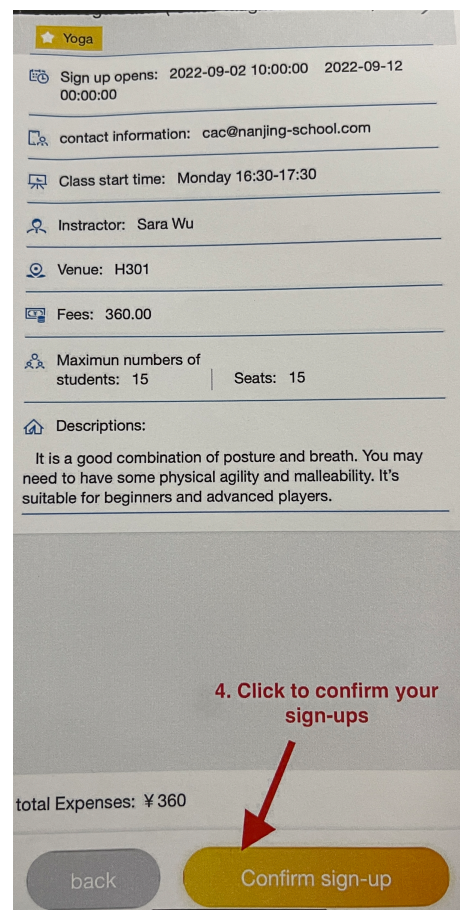 Yoga
Sign up opens: 2022-09-02 10:00:00 2022-09-12
00:00:00
contact information: cac@nanjing-school.com
Class start time: Monday 16:30-17:30
Instructor: Sara Wu
Venue: H301
Fees: 360.00
Maximun numbers of
students: 15 | Seats: 15
Descriptions:
It is a good combination of posture and breath. You may
need to have some physical agility and malleability. It's
suitable for beginners and advanced players.
4. Click to confirm your
sign-ups
total Expenses: ¥360
back
Confirm sign-up